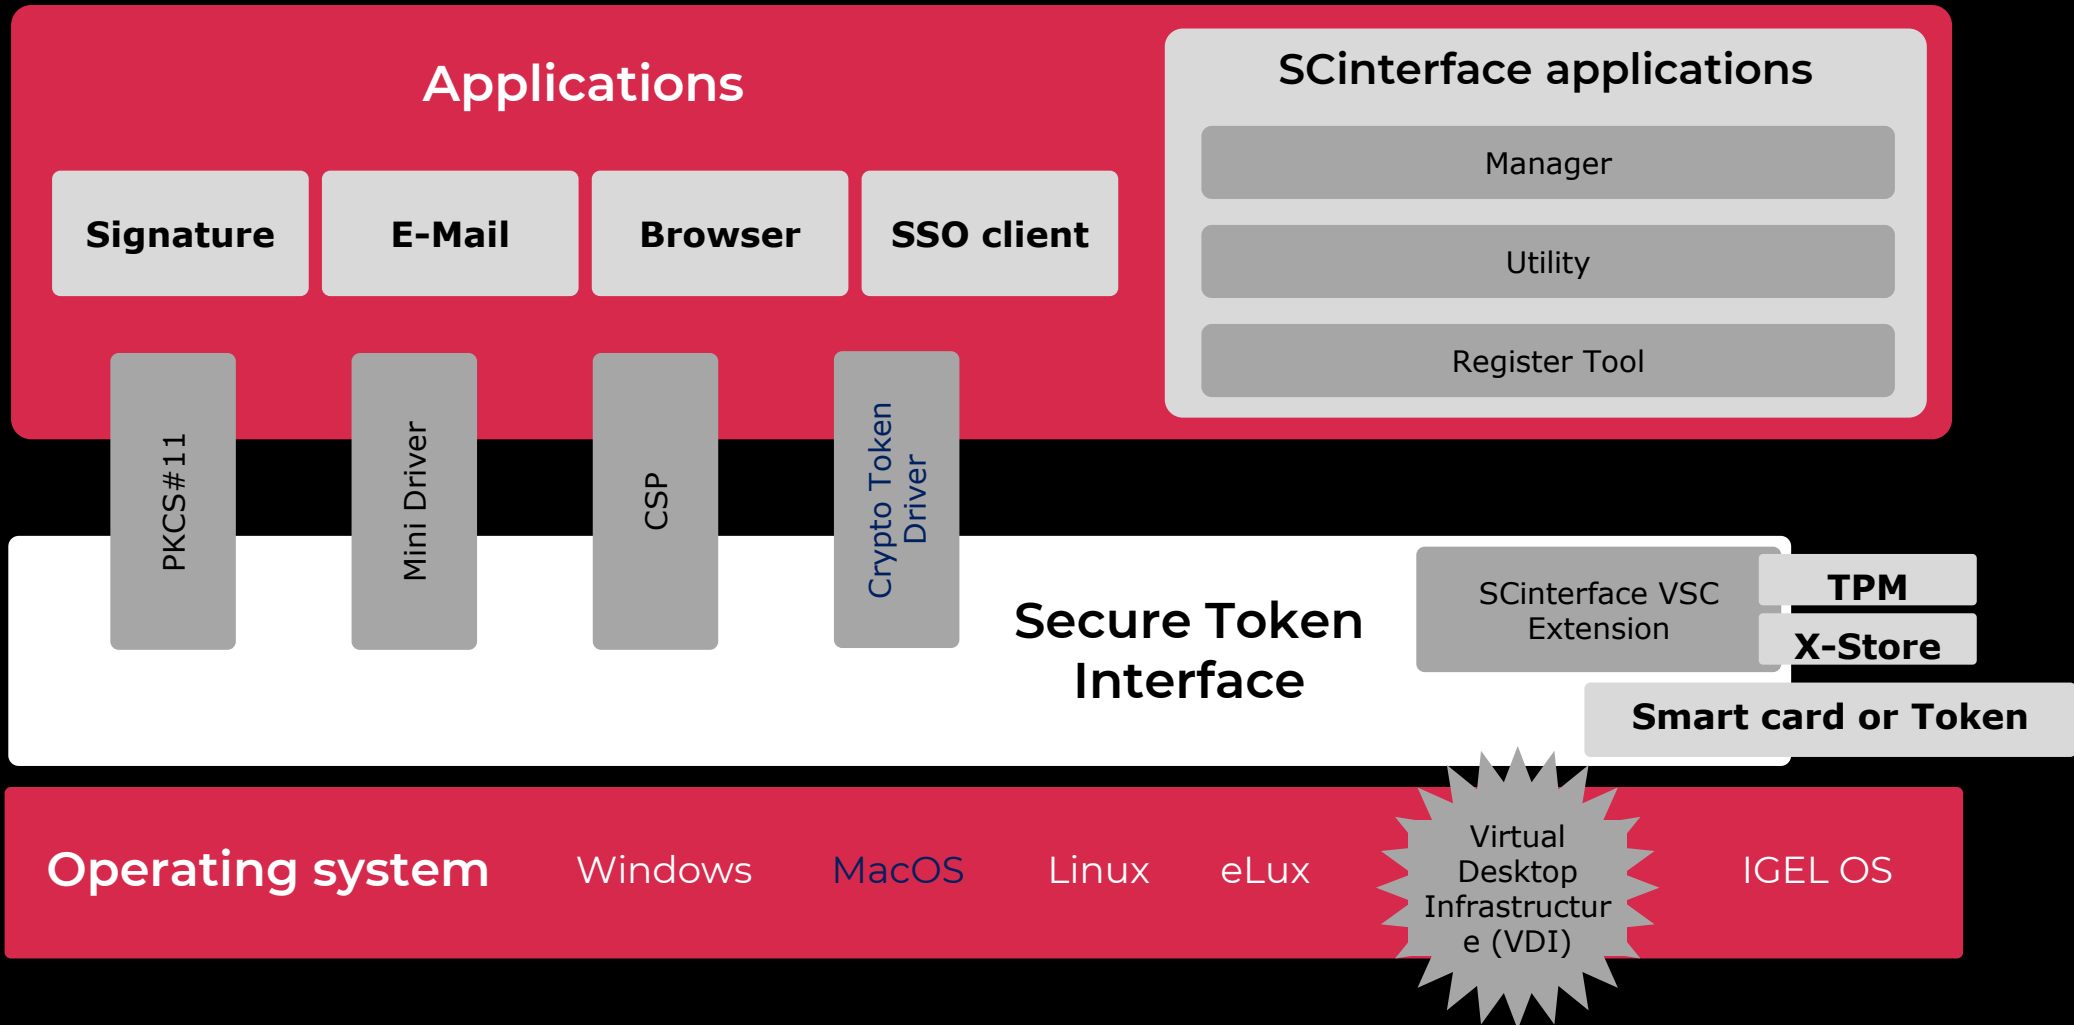 Applications
SCinterface applications
Manager
Utility
Register Tool
Signature
E-Mail
Browser
SSO client
PKCS#11
Mini Driver
CSP
Crypto Token
Driver
Secure Token
Interface
SCinterface VSC
Extension
TPM
X-Store
Smart card or Token
Operating system
Windows
MacOS
Linux
eLux
Virtual
Desktop
Infrastructur
e (VDI)
IGEL OS